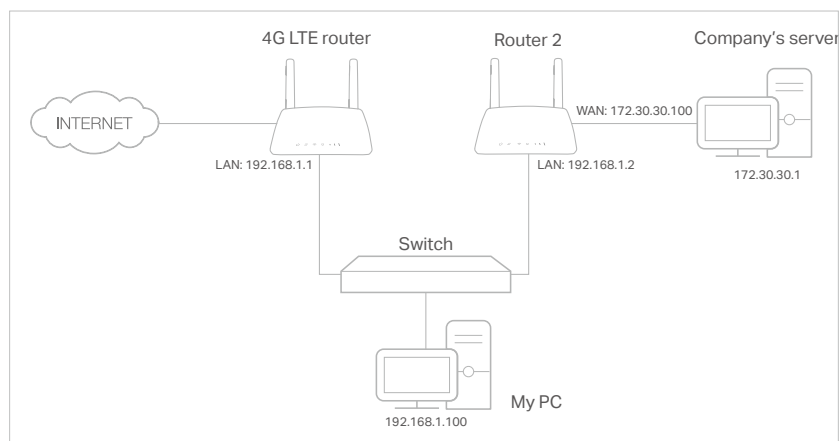 4G LTE router
Router 2
Company's server
INTERNET
WAN: 172.30.30.100
LAN: 192.168.1.1
LAN: 192.168.1.2
172.30.30.1
Switch
My PC
192.168.1.100